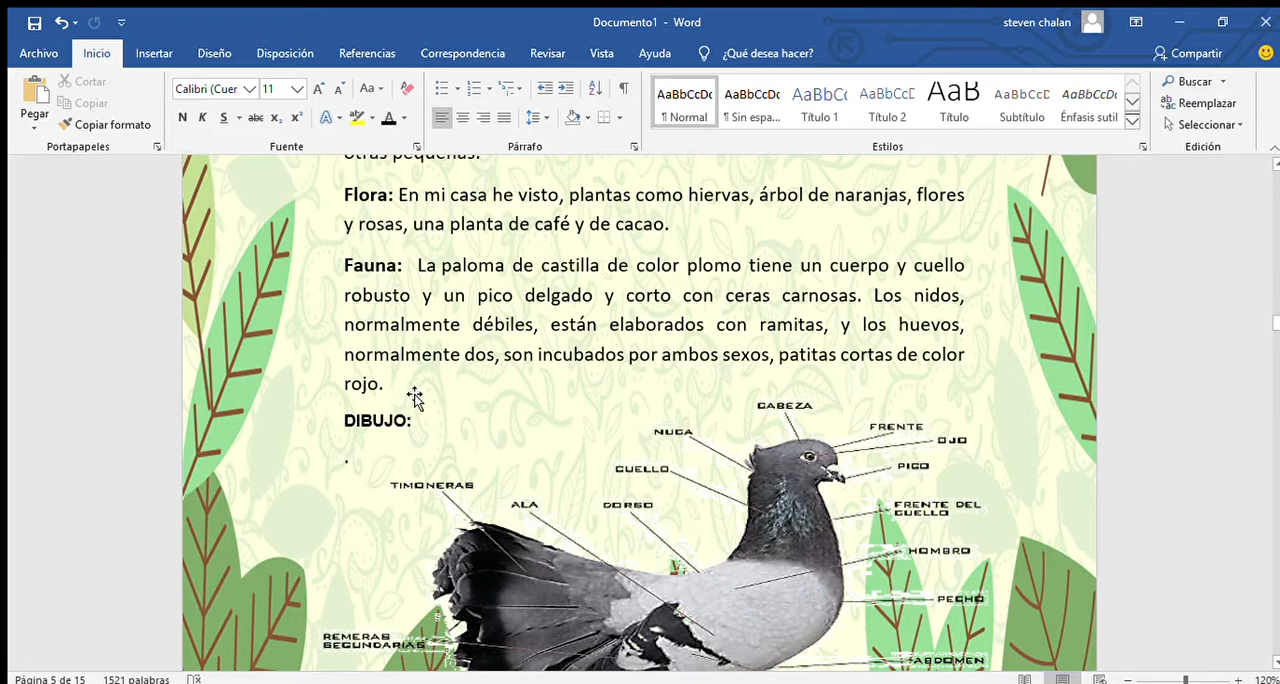 Documento1 - Word
steven chalan
Archivo Inicio Insertar Diseño Disposición Referencias Correspondencia Revisar Vista Ayuda ¿Qué desea hacer? Compartir
Pegar
Cortar
Copiar
Copiar formato
Portapapeles
Calibri (Cuer 11
Aa
N K S abc x₂ x² A A
Fuente
Párrafo
AaBbCcDc AaBbCcDc AaBbCc AaBbCcD AaB AaBbCcD AaBbCcDt
¶ Normal ¶ Sin espa... Título 1 Título 2 Título Subtítulo Énfasis sutil
Estilos
Buscar
Reemplazar
Seleccionar
Edición
otras pequeñas.
Flora: En mi casa he visto, plantas como hiervas, árbol de naranjas, flores
y rosas, una planta de café y de cacao.
Fauna: La paloma de castilla de color plomo tiene un cuerpo y cuello
robusto y un pico delgado y corto con ceras carnosas. Los nidos,
normalmente débiles, están elaborados con ramitas, y los huevos,
normalmente dos, son incubados por ambos sexos, patitas cortas de color
rojo.
DIBUJO:
.
CABEZA
NUCA
FRENTE
OJO
CUELLO
PICO
TIMONERAS
ALA
DORSO
FRENTE DEL
CUELLO
HOMBRO
PECHO
REMERAS
SECUNDARIAS
ABDOMEN
Página 5 de 15 1521 palabras 120%